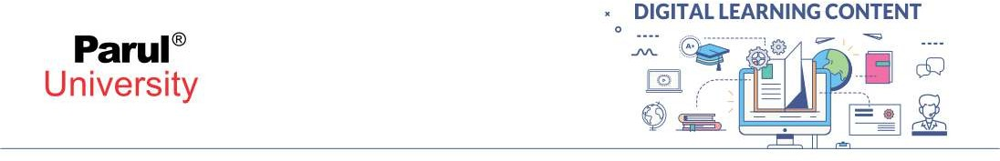 DIGITAL LEARNING CONTENT
Parul®
University
A+